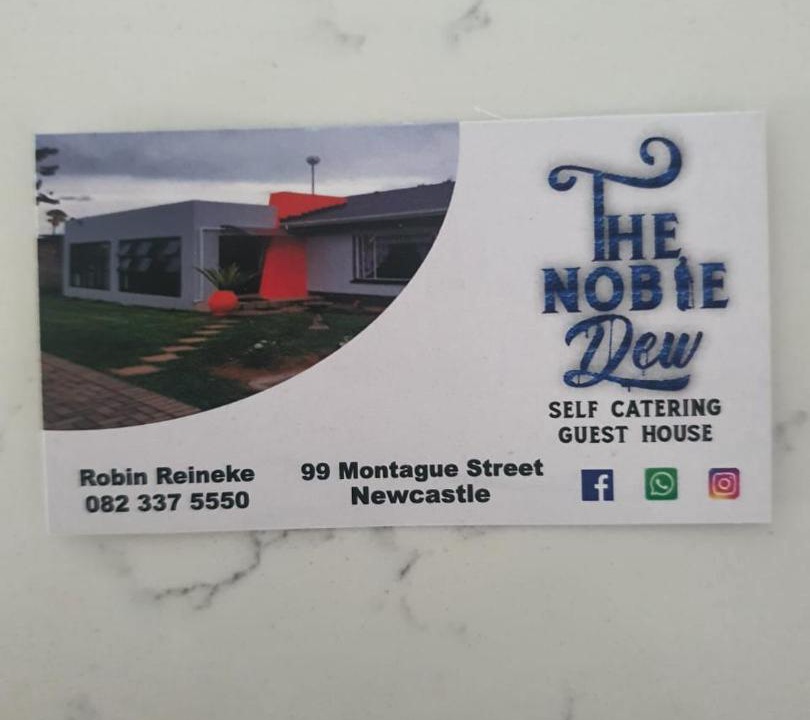 THE
NOBLE
Dew
SELF CATERING
GUEST HOUSE
Robin Reineke
082 337 5550
99 Montague Street
Newcastle